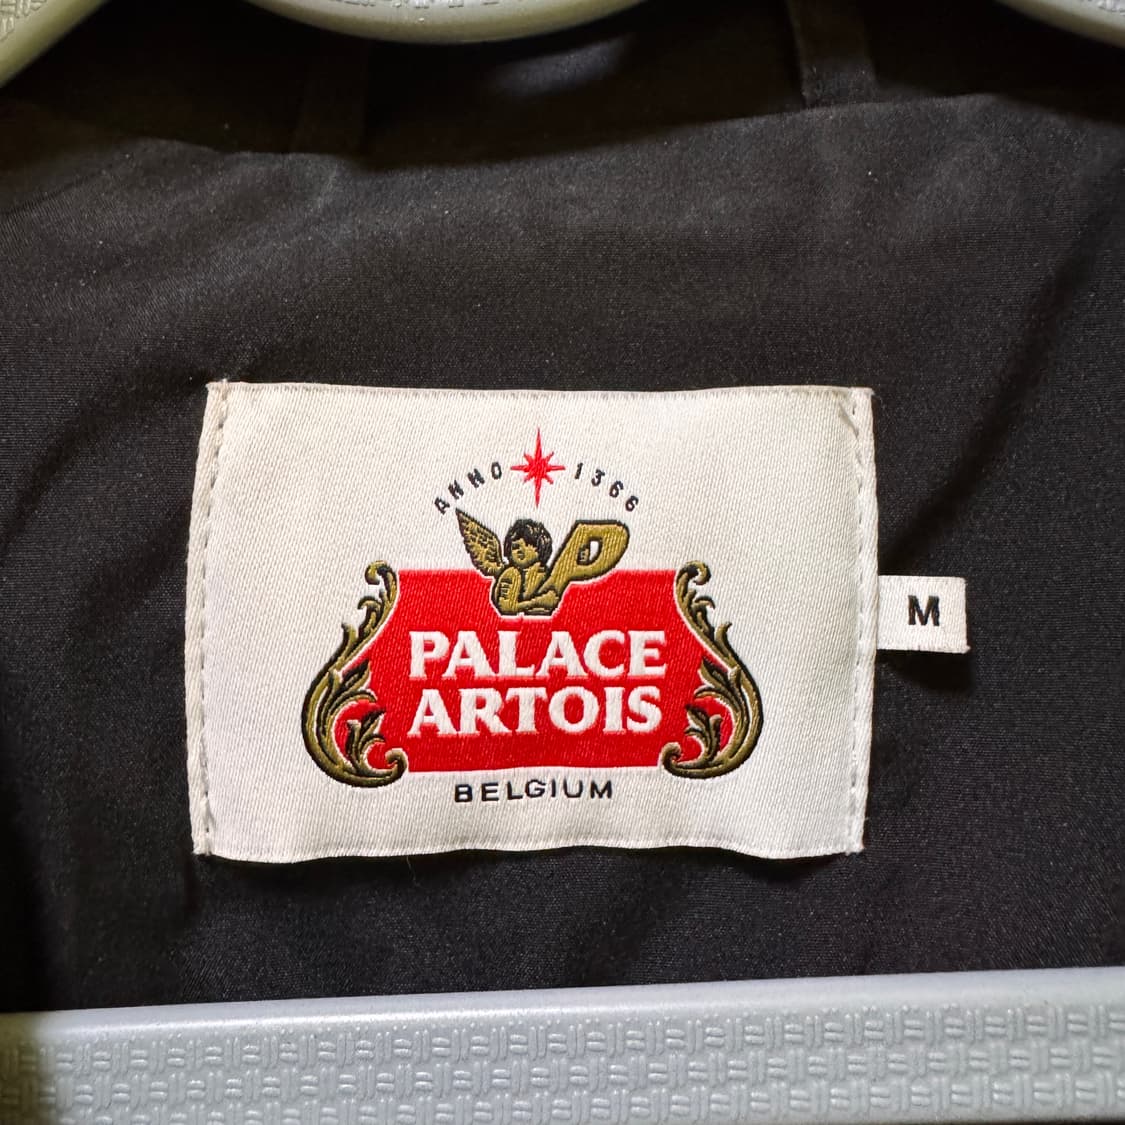 ANNO 1366
P
PALACE
ARTOIS
BELGIUM
M